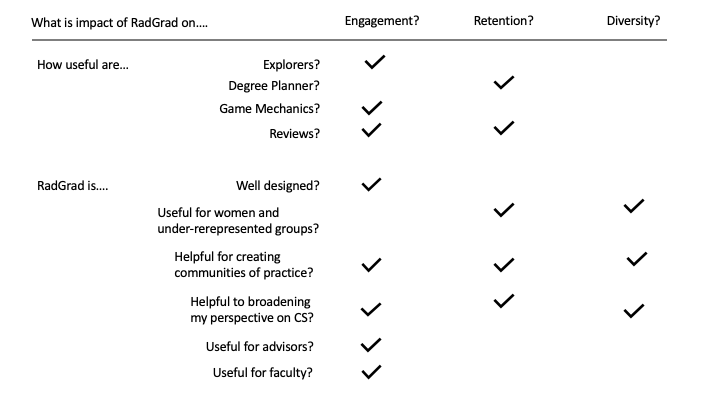 What is impact of RadGrad on.... Engagement? Retention? Diversity?
How useful are... Explorers? ✓
Degree Planner? ✓
Game Mechanics? ✓
Reviews? ✓ ✓
RadGrad is.... Well designed? ✓
Useful for women and
under-rerepresented groups? ✓ ✓
Helpful for creating
communities of practice? ✓ ✓ ✓
Helpful to broadening
my perspective on CS? ✓ ✓ ✓
Useful for advisors? ✓
Useful for faculty? ✓